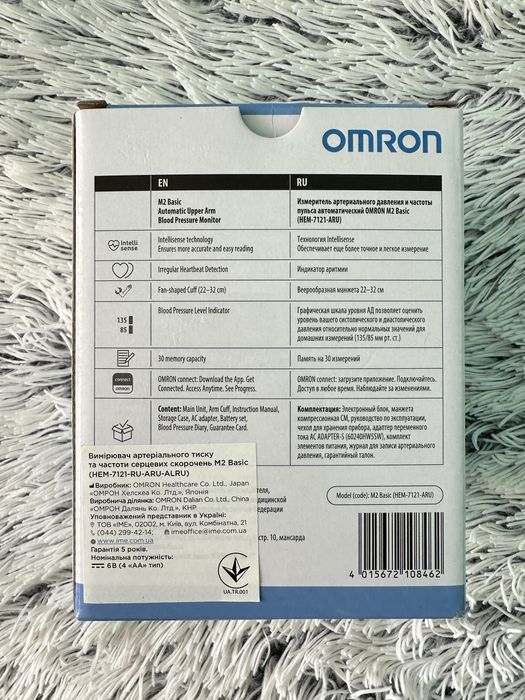 OMRON
EN RU
M2 Basic
Automatic Upper Arm
Blood Pressure Monitor
Измеритель артериального давления и частоты
пульса автоматический OMRON M2 Basic
(HEM-7121-ARU)
Intelli
sense
Intellisense technology
Ensures more accurate and easy reading
Технология Intellisense
Обеспечивает еще более точное и легкое измерение
Irregular Heartbeat Detection
Индикатор аритмии
Fan-shaped Cuff (22–32 cm)
Веерообразная манжета 22–32 см
135
85
Blood Pressure Level Indicator
Графическая шкала уровня АД позволяет оценить
уровень вашего систолического и диастолического
давления относительно нормальных значений для
домашних измерений (135/85 мм рт. ст.)
30 memory capacity
Память на 30 измерений
connect
OMRON
OMRON connect: Download the App. Get
Connected. Access Anytime. See Progress.
OMRON connect: загрузите приложение. Подключайтесь.
Доступ в любое время. Наблюдайте за изменениями.
Content: Main Unit, Arm Cuff, Instruction Manual,
Storage Case, AC adapter, Battery set,
Blood Pressure Diary, Guarantee Card.
Комплектация: Электронный блок, манжета
компрессионная CM, руководство по эксплуатации,
чехол для хранения прибора, адаптер переменного
тока AC ADAPTER-S (60240HW5SW), комплект
элементов питания, журнал для записи артериального
давления, гарантийный талон.
Вимірювач артеріального тиску
та частоти серцевих скорочень M2 Basic
(HEM-7121-RU-ARU-ALRU)
Виробник: OMRON Healthcare Co. Ltd., Japan
«ОМРОН Хелскеа Ко. Лтд.», Японія
Виробнича ділянка: OMRON Dalian Co. Ltd., China
«ОМРОН Далянь Ко. Лтд.», КНР
Уповноважений представник в Україні:
ТОВ «ІМЕ», 02002, м. Київ, вул. Комбінатна, 21
(044) 299-42-14; imeoffice@ime.com.ua
www.ime.com.ua
Гарантія 5 років.
Номінальна потужність:
6В (4 «АА» тип)
UA.TR.001
теля,
едицинской
едерации
стр. 10, мансарда
Model (code): M2 Basic (HEM-7121-ARU)
4 015672 108462